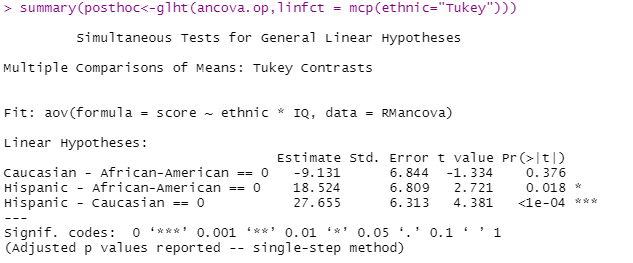 > summary(posthoc<-glht(ancova.op,linfct = mcp(ethnic="Tukey")))
Simultaneous Tests for General Linear Hypotheses
Multiple Comparisons of Means: Tukey Contrasts
Fit: aov(formula = score ~ ethnic * IQ, data = RMancova)
Linear Hypotheses:
Estimate Std. Error t value Pr(>|t|)
Caucasian - African-American == 0 -9.131 6.844 -1.334 0.376
Hispanic - African-American == 0 18.524 6.809 2.721 0.018 *
Hispanic - Caucasian == 0 27.655 6.313 4.381 <1e-04 ***
---
Signif. codes: 0 ‘***’ 0.001 ‘**’ 0.01 ‘*’ 0.05 ‘.’ 0.1 ‘ ’ 1
(Adjusted p values reported -- single-step method)